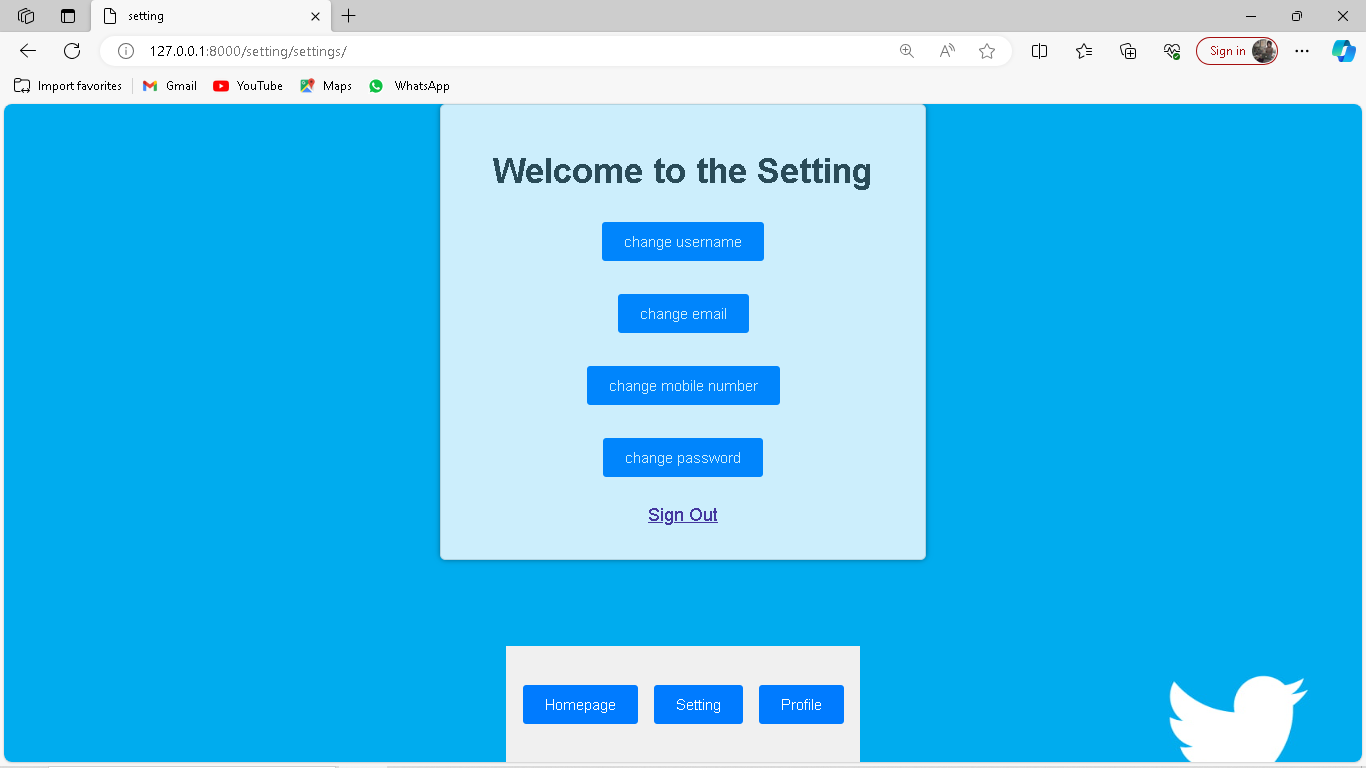 setting
127.0.0.1:8000/setting/settings/
Sign in
Import favorites Gmail YouTube Maps WhatsApp
Welcome to the Setting
change username
change email
change mobile number
change password
Sign Out
Homepage Setting Profile